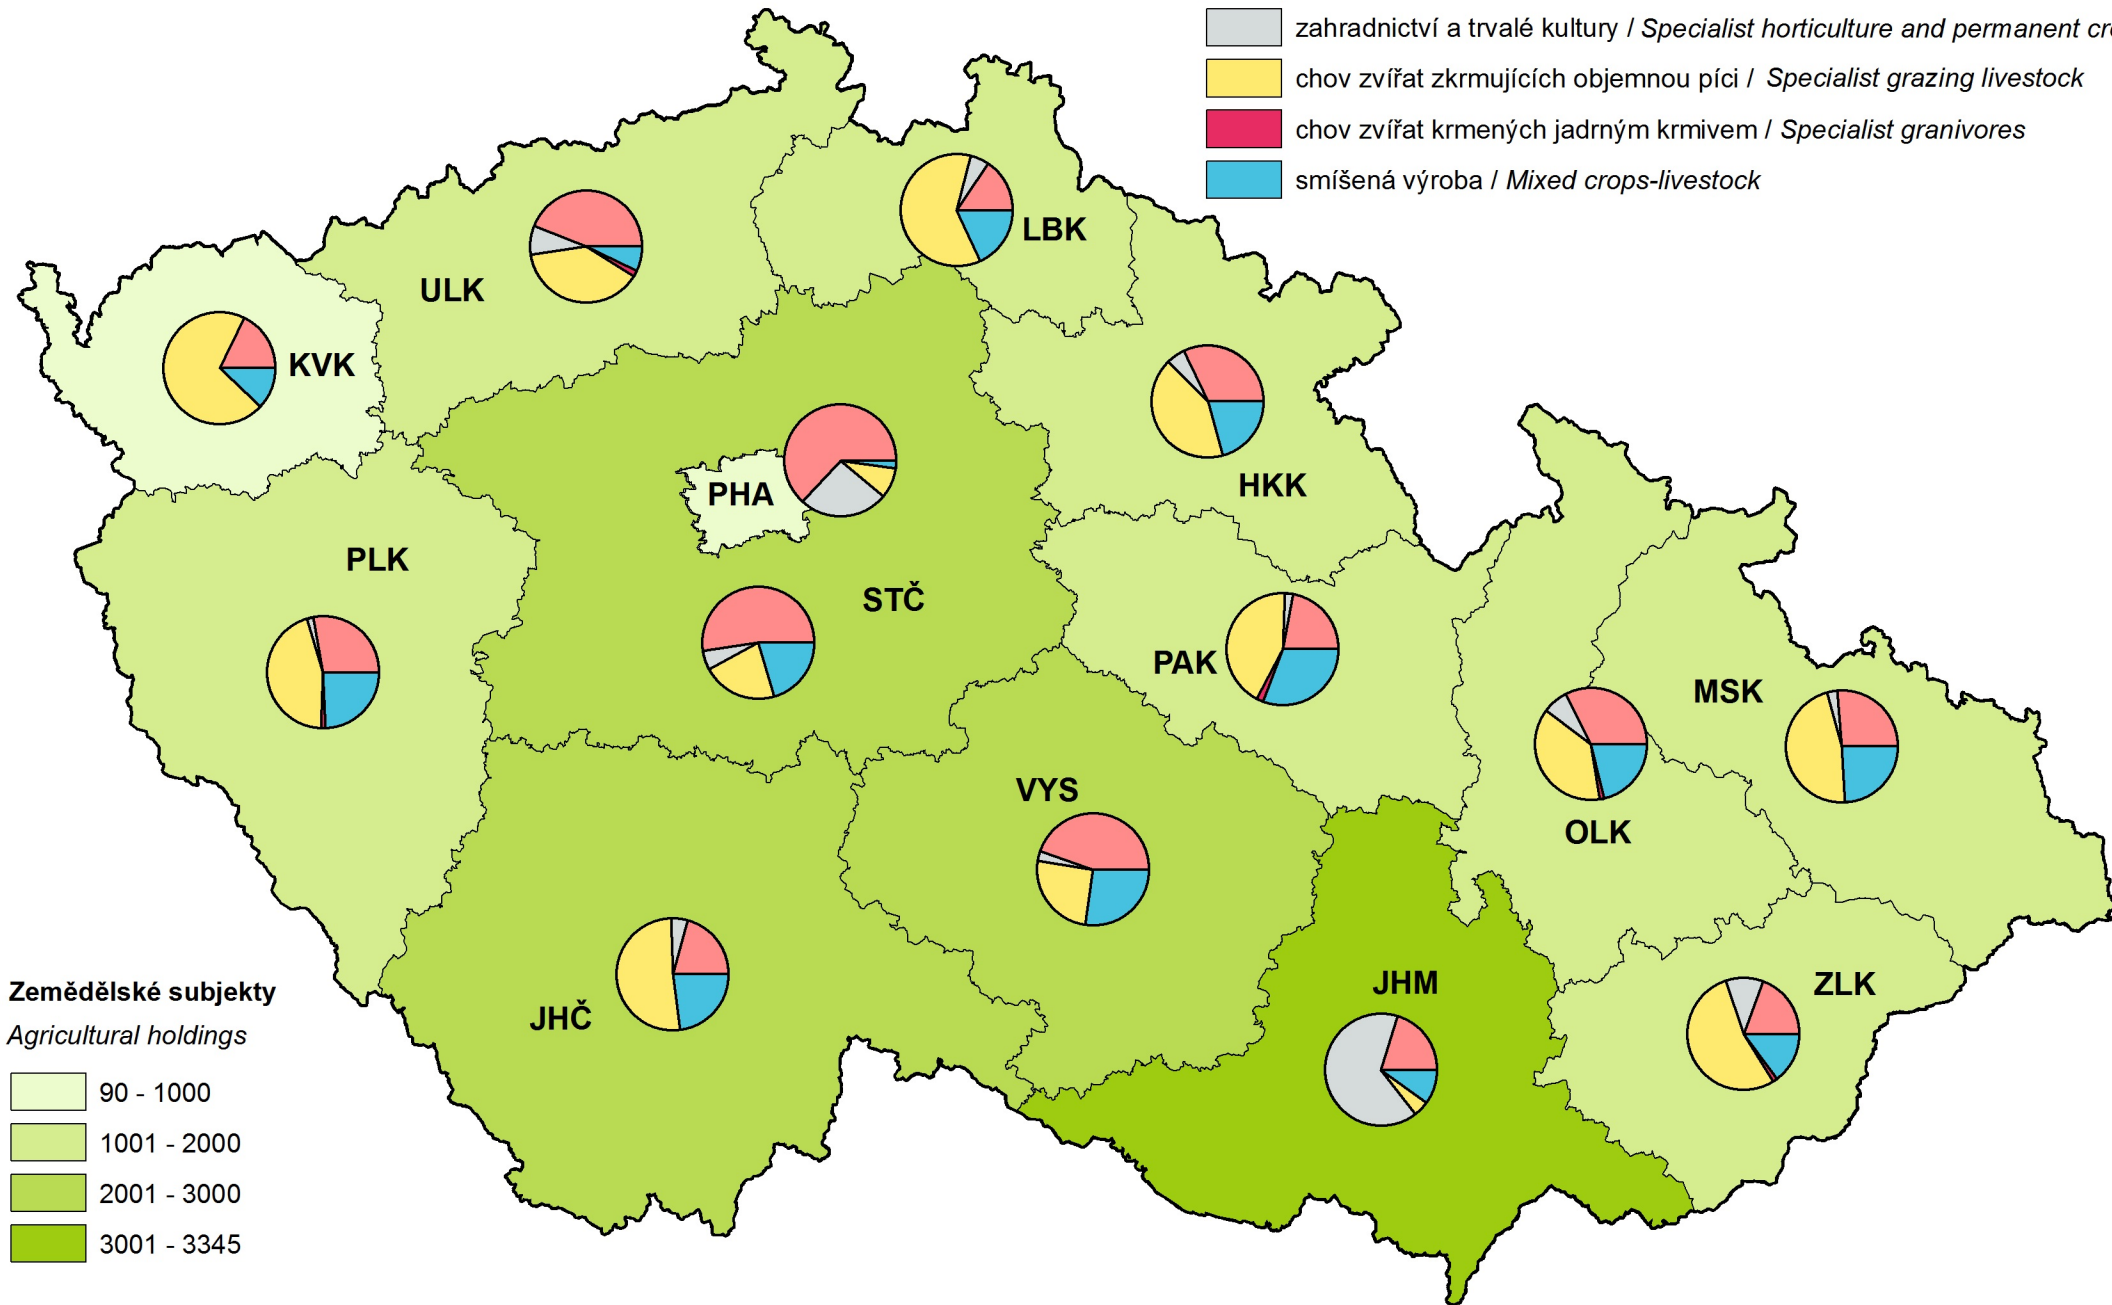 zahradnictví a trvalé kultury / Specialist horticulture and permanent
chov zvířat zkrmujících objemnou píci / Specialist grazing livestock
chov zvířat krmených jadrným krmivem / Specialist granivores
smíšená výroba / Mixed crops-livestock
LBK
ULK
KVK
HKK
PHA
PLK
STČ
PAK
MSK
VYS
OLK
JHM
ZLK
JHČ
Zemědělské subjekty
Agricultural holdings
90 - 1000
1001 - 2000
2001 - 3000
3001 - 3345